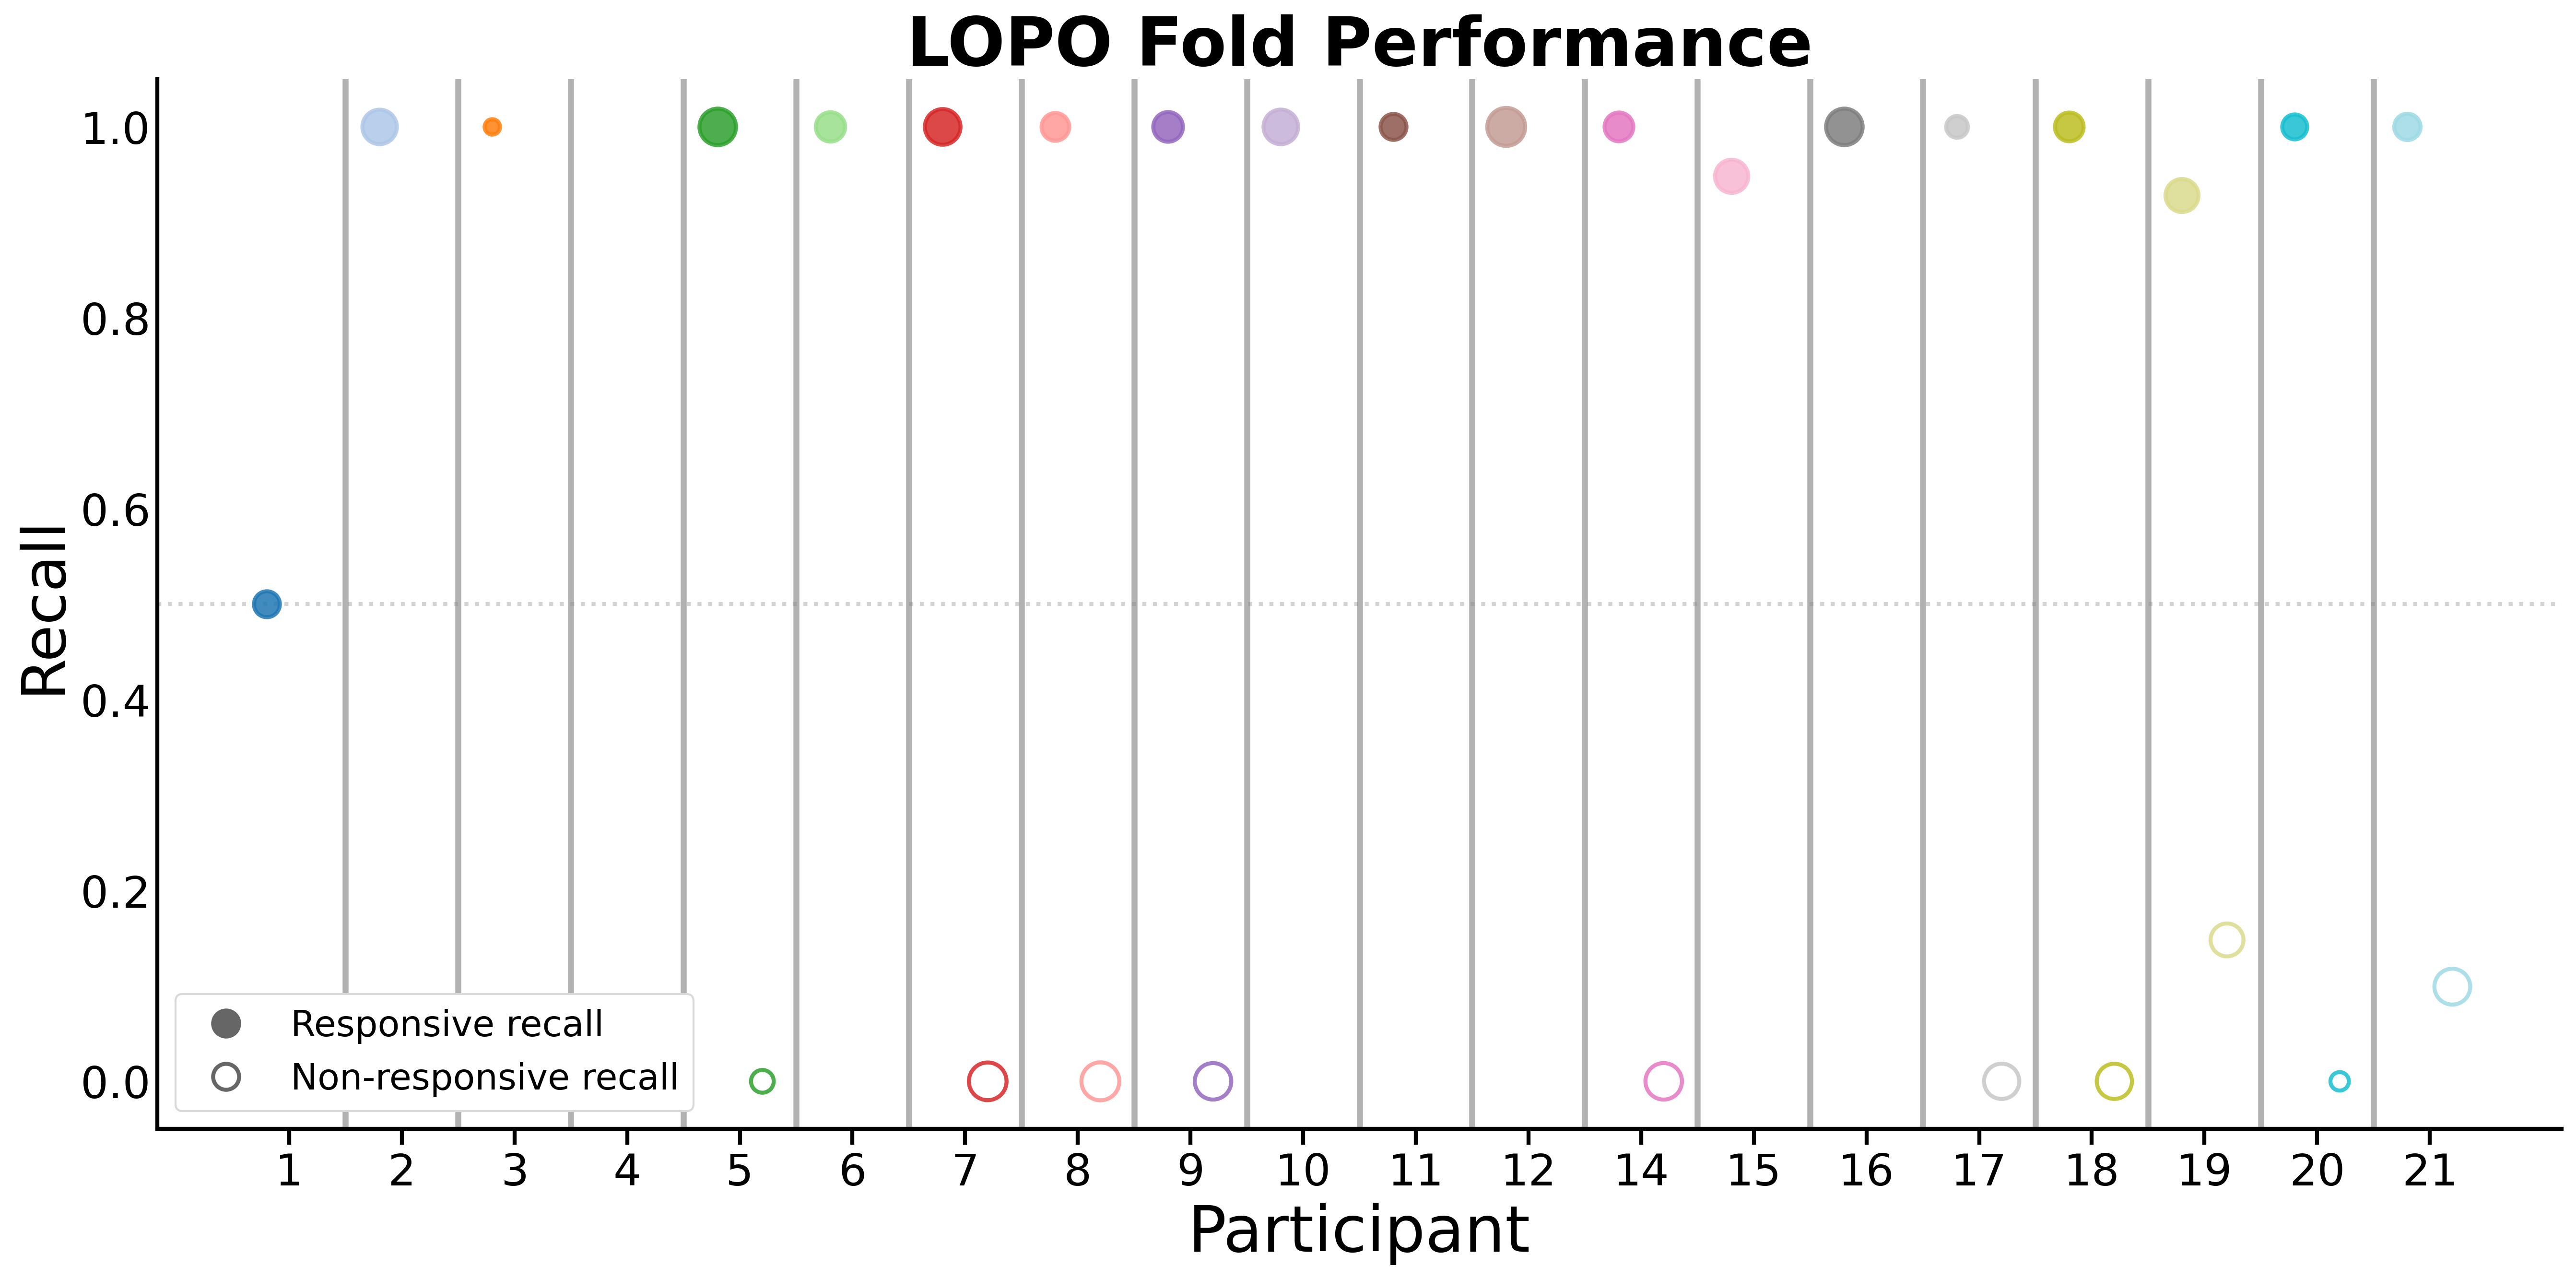 LOPO Fold Performance
Recall
1.0
0.8
0.6
0.4
0.2
0.0
Responsive recall
Non-responsive recall
1 2 3 4 5 6 7 8 9 10 11 12 14 15 16 17 18 19 20 21
Participant